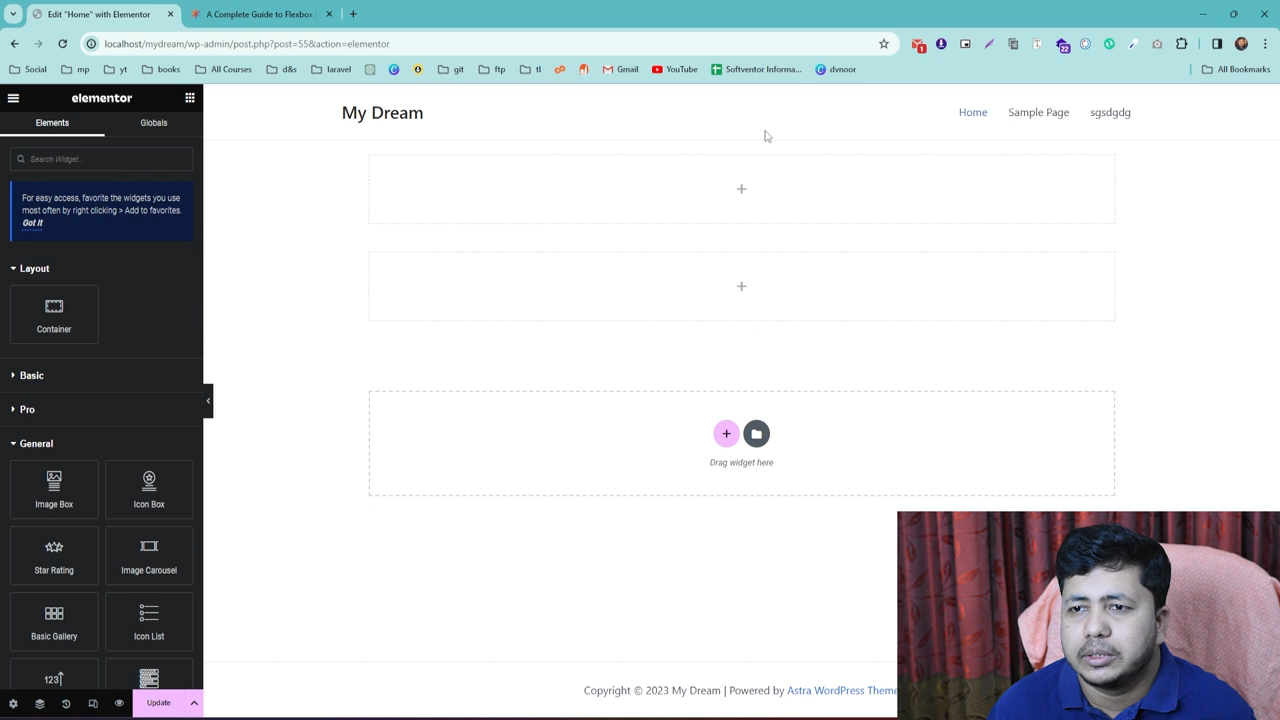 Edit "Home" with Elementor
A Complete Guide to Flexbox
localhost/mydream/wp-admin/post.php?post=55&action=elementor
1
22
Social
mp
yt
books
All Courses
d&s
laravel
git
ftp
tl
Gmail
YouTube
Softventor Informa...
dvnoor
All Bookmarks
elementor
Elements
Globals
Search Widget...
For easy access, favorite the widgets you use
most often by right clicking > Add to favorites.
Got It
Layout
Container
Basic
Pro
General
Image Box
Icon Box
Star Rating
Image Carousel
Basic Gallery
Icon List
123
Update
My Dream
Home
Sample Page
sgsdgdg
Drag widget here
Copyright © 2023 My Dream | Powered by Astra WordPress Theme